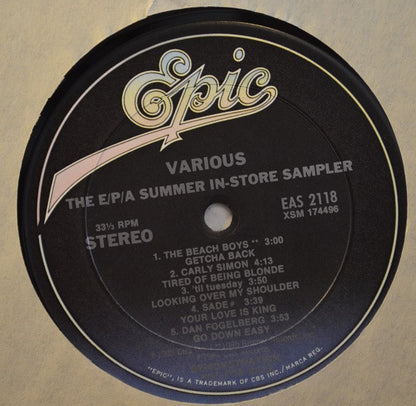 Epic
VARIOUS
THE E/P/A SUMMER IN-STORE SAMPLER
33⅓ RPM
STEREO
EAS 2118
XSM 174496
1. THE BEACH BOYS ** 3:00
GETCHA BACK
2. CARLY SIMON 4:13
TIRED OF BEING BLONDE
3. 'til tuesday 3:50
LOOKING OVER MY SHOULDER
4. SADE # 3:39
YOUR LOVE IS KING
5. DAN FOGELBERG 3:53
GO DOWN EASY
"EPIC", IS A TRADEMARK OF CBS INC./MARCA REG.